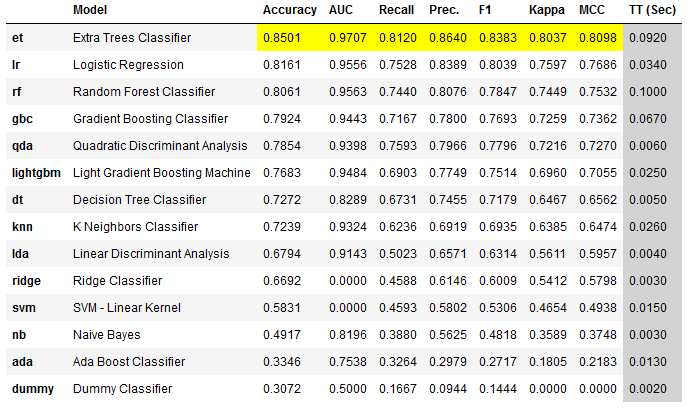 Model Accuracy AUC Recall Prec. F1 Kappa MCC TT (Sec)
et Extra Trees Classifier 0.8501 0.9707 0.8120 0.8640 0.8383 0.8037 0.8098 0.0920
lr Logistic Regression 0.8161 0.9556 0.7528 0.8389 0.8039 0.7597 0.7686 0.0340
rf Random Forest Classifier 0.8061 0.9563 0.7440 0.8076 0.7847 0.7449 0.7532 0.1000
gbc Gradient Boosting Classifier 0.7924 0.9443 0.7167 0.7800 0.7693 0.7259 0.7362 0.0670
qda Quadratic Discriminant Analysis 0.7854 0.9398 0.7593 0.7966 0.7796 0.7216 0.7270 0.0060
lightgbm Light Gradient Boosting Machine 0.7683 0.9484 0.6903 0.7749 0.7514 0.6960 0.7055 0.0250
dt Decision Tree Classifier 0.7272 0.8289 0.6731 0.7455 0.7179 0.6467 0.6562 0.0050
knn K Neighbors Classifier 0.7239 0.9324 0.6236 0.6919 0.6935 0.6385 0.6474 0.0260
lda Linear Discriminant Analysis 0.6794 0.9143 0.5023 0.6571 0.6314 0.5611 0.5957 0.0040
ridge Ridge Classifier 0.6692 0.0000 0.4588 0.6146 0.6009 0.5412 0.5798 0.0030
svm SVM - Linear Kernel 0.5831 0.0000 0.4593 0.5802 0.5306 0.4654 0.4938 0.0150
nb Naive Bayes 0.4917 0.8196 0.3880 0.5625 0.4818 0.3589 0.3748 0.0030
ada Ada Boost Classifier 0.3346 0.7538 0.3264 0.2979 0.2717 0.1805 0.2183 0.0130
dummy Dummy Classifier 0.3072 0.5000 0.1667 0.0944 0.1444 0.0000 0.0000 0.0020